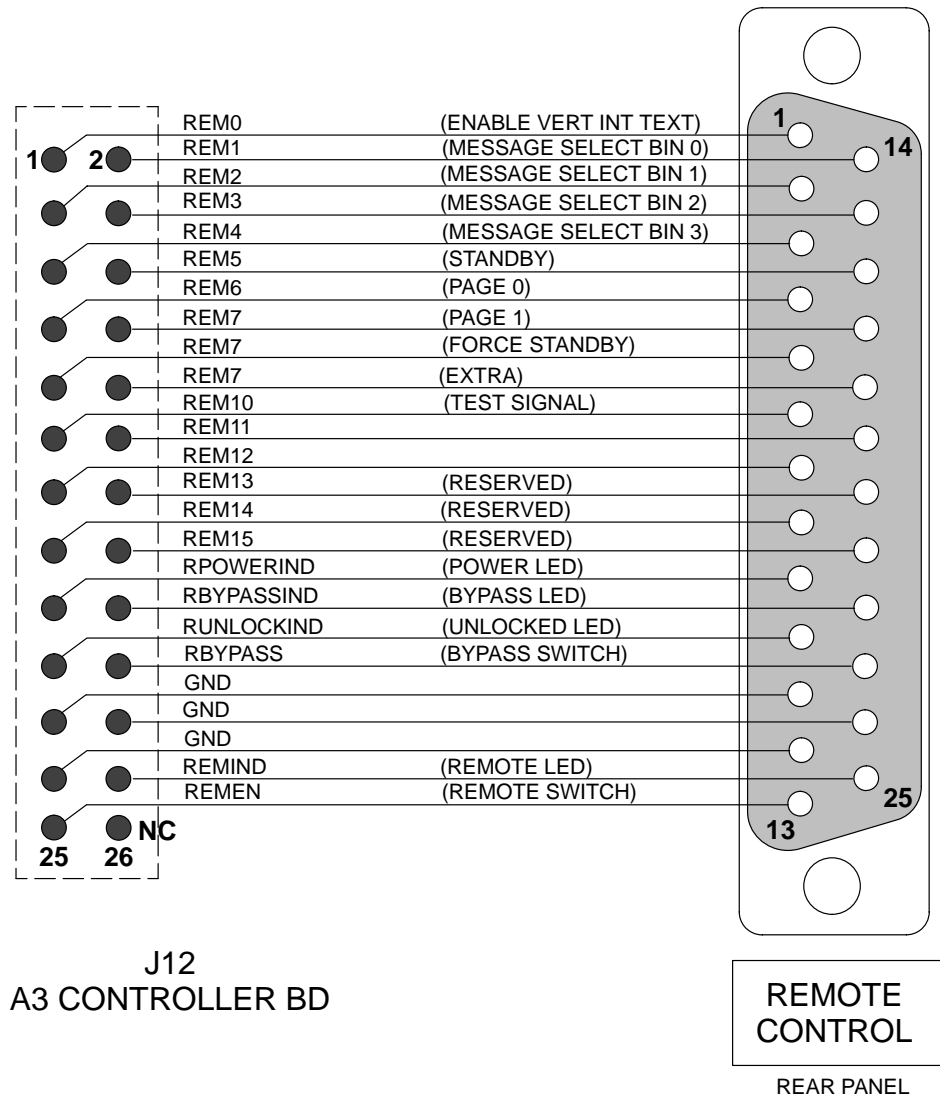 REM0 (ENABLE VERT INT TEXT)
1
1 2
REM1 (MESSAGE SELECT BIN 0)
14
REM2 (MESSAGE SELECT BIN 1)
REM3 (MESSAGE SELECT BIN 2)
REM4 (MESSAGE SELECT BIN 3)
REM5 (STANDBY)
REM6 (PAGE 0)
REM7 (PAGE 1)
REM7 (FORCE STANDBY)
REM7 (EXTRA)
REM10 (TEST SIGNAL)
REM11
REM12
REM13 (RESERVED)
REM14 (RESERVED)
REM15 (RESERVED)
RPOWERIND (POWER LED)
RBYPASSIND (BYPASS LED)
RUNLOCKIND (UNLOCKED LED)
RBYPASS (BYPASS SWITCH)
GND
GND
GND
REMIND (REMOTE LED)
REMEN (REMOTE SWITCH)
25
NC
13
25 26
J12
A3 CONTROLLER BD
REMOTE
CONTROL
REAR PANEL